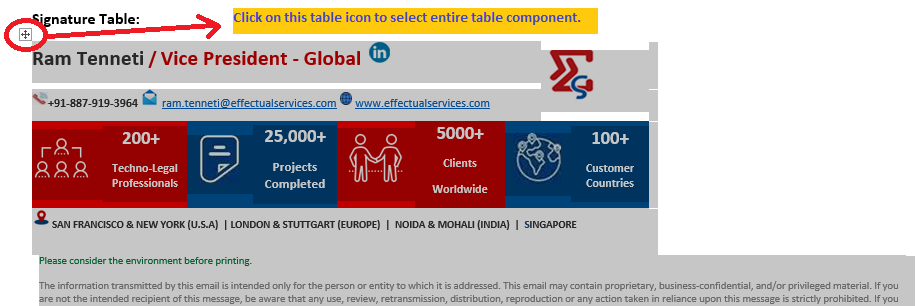 Signature Table:
Click on this table icon to select entire table component.
Ram Tenneti / Vice President - Global in
+91-887-919-3964 ram.tenneti@effectualservices.com www.effectualservices.com
200+
Techno-Legal
Professionals
25,000+
Projects
Completed
5000+
Clients
Worldwide
100+
Customer
Countries
SAN FRANCISCO & NEW YORK (U.S.A) | LONDON & STUTTGART (EUROPE) | NOIDA & MOHALI (INDIA) | SINGAPORE
Please consider the environment before printing.
The information transmitted by this email is intended only for the person or entity to which it is addressed. This email may contain proprietary, business-confidential, and/or privileged material. If you
are not the intended recipient of this message, be aware that any use, review, retransmission, distribution, reproduction or any action taken in reliance upon this message is strictly prohibited. If you